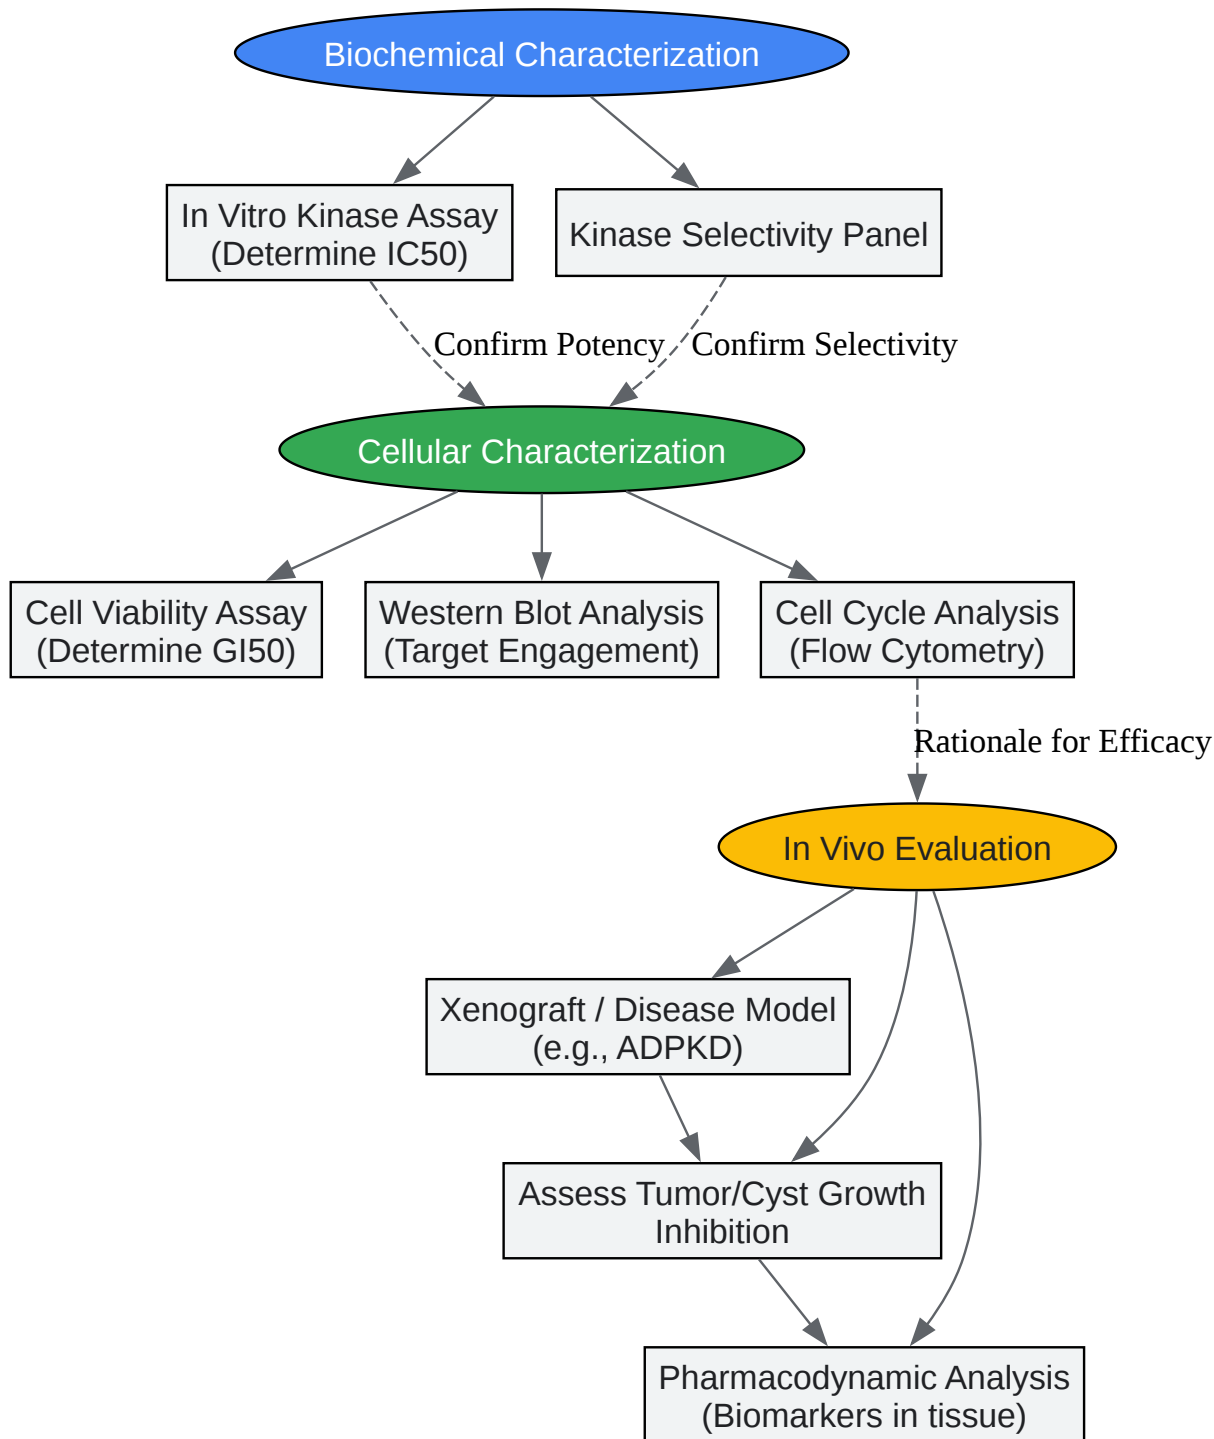 Biochemical Characterization
In Vitro Kinase Assay
(Determine IC50)
Kinase Selectivity Panel
Confirm Potency
Confirm Selectivity
Cellular Characterization
Cell Viability Assay
(Determine GI50)
Western Blot Analysis
(Target Engagement)
Cell Cycle Analysis
(Flow Cytometry)
Rationale for Efficacy
In Vivo Evaluation
Xenograft / Disease Model
(e.g., ADPKD)
Assess Tumor/Cyst Growth
Inhibition
Pharmacodynamic Analysis
(Biomarkers in tissue)